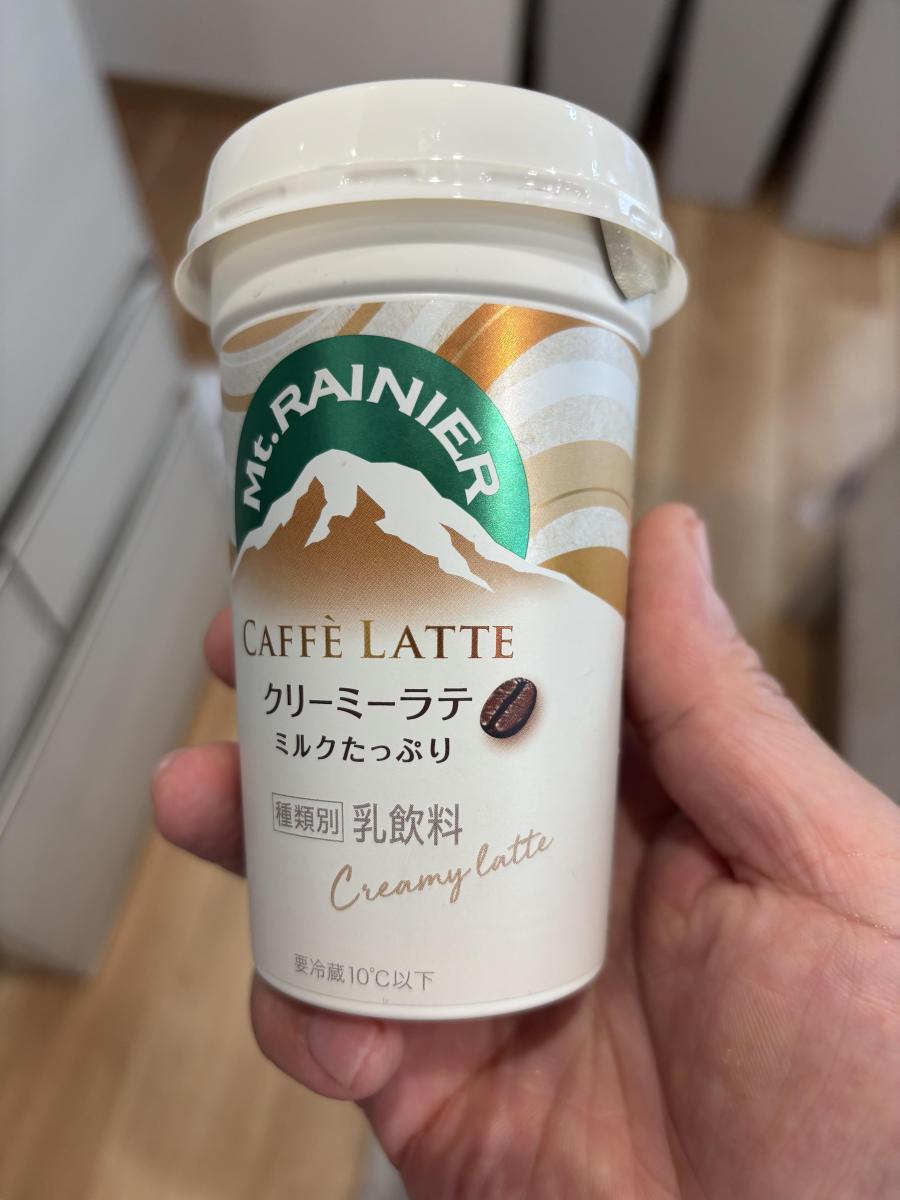 Mt. RAINIER
CAFFÈ LATTE
クリーミーラテ
ミルクたっぷり
種類別 乳飲料
Creamy latte
要冷蔵10℃以下